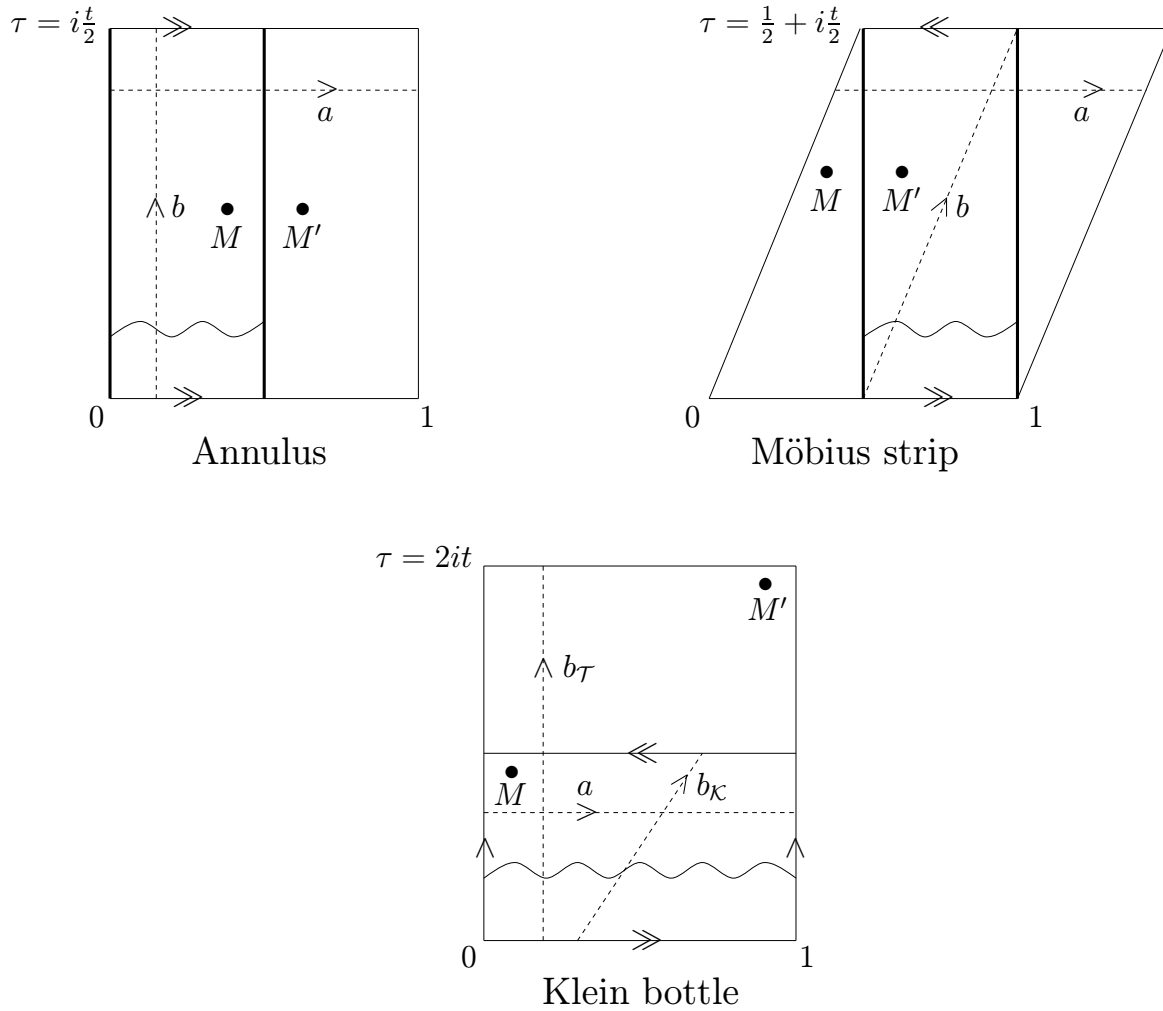 τ = i t/2
a
b
M
M′
0
1
Annulus
τ = 1/2 + i t/2
a
M
M′
b
0
1
Möbius strip
τ = 2it
M′
b_𝒯
M
a
b_𝒦
0
1
Klein bottle